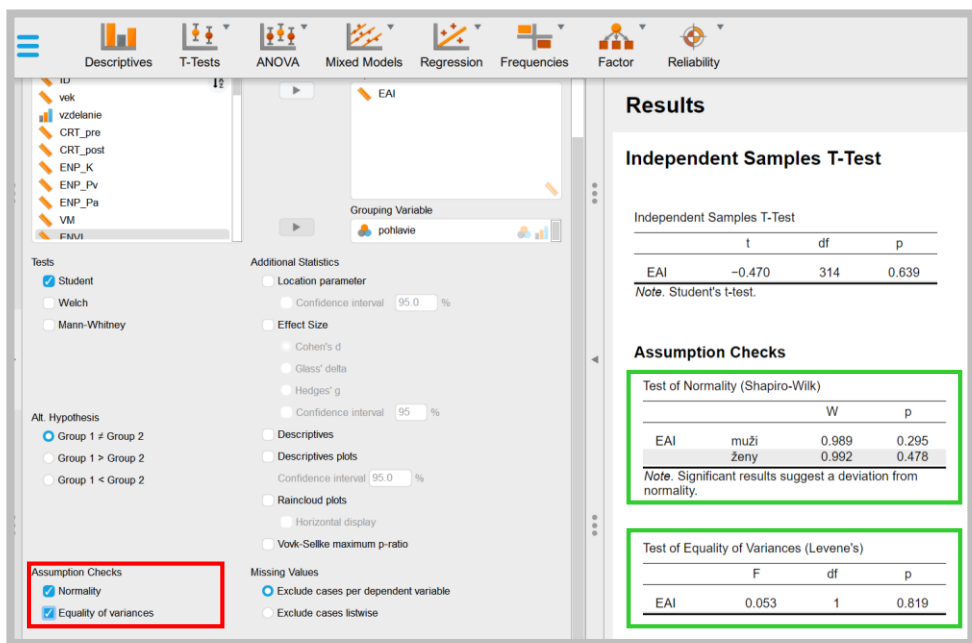 Descriptives T-Tests ANOVA Mixed Models Regression Frequencies Factor Reliability
vek
vzdelanie
CRT_pre
CRT_post
ENP_K
ENP_Pv
ENP_Pa
VM
EAI
Grouping Variable
pohlavie
Tests
Student
Welch
Mann-Whitney
Alt. Hypothesis
Group 1 ≠ Group 2
Group 1 > Group 2
Group 1 < Group 2
Assumption Checks
Normality
Equality of variances
Additional Statistics
Location parameter
Confidence interval 95.0 %
Effect Size
Cohen's d
Glass' delta
Hedges' g
Confidence interval 95 %
Descriptives
Descriptives plots
Confidence interval 95.0 %
Raincloud plots
Horizontal display
Vovk-Sellke maximum p-ratio
Missing Values
Exclude cases per dependent variable
Exclude cases listwise
Results
Independent Samples T-Test
Independent Samples T-Test
t df p
EAI −0.470 314 0.639
Note. Student's t-test.
Assumption Checks
Test of Normality (Shapiro-Wilk)
W p
EAI muži 0.989 0.295
ženy 0.992 0.478
Note. Significant results suggest a deviation from
normality.
Test of Equality of Variances (Levene's)
F df p
EAI 0.053 1 0.819